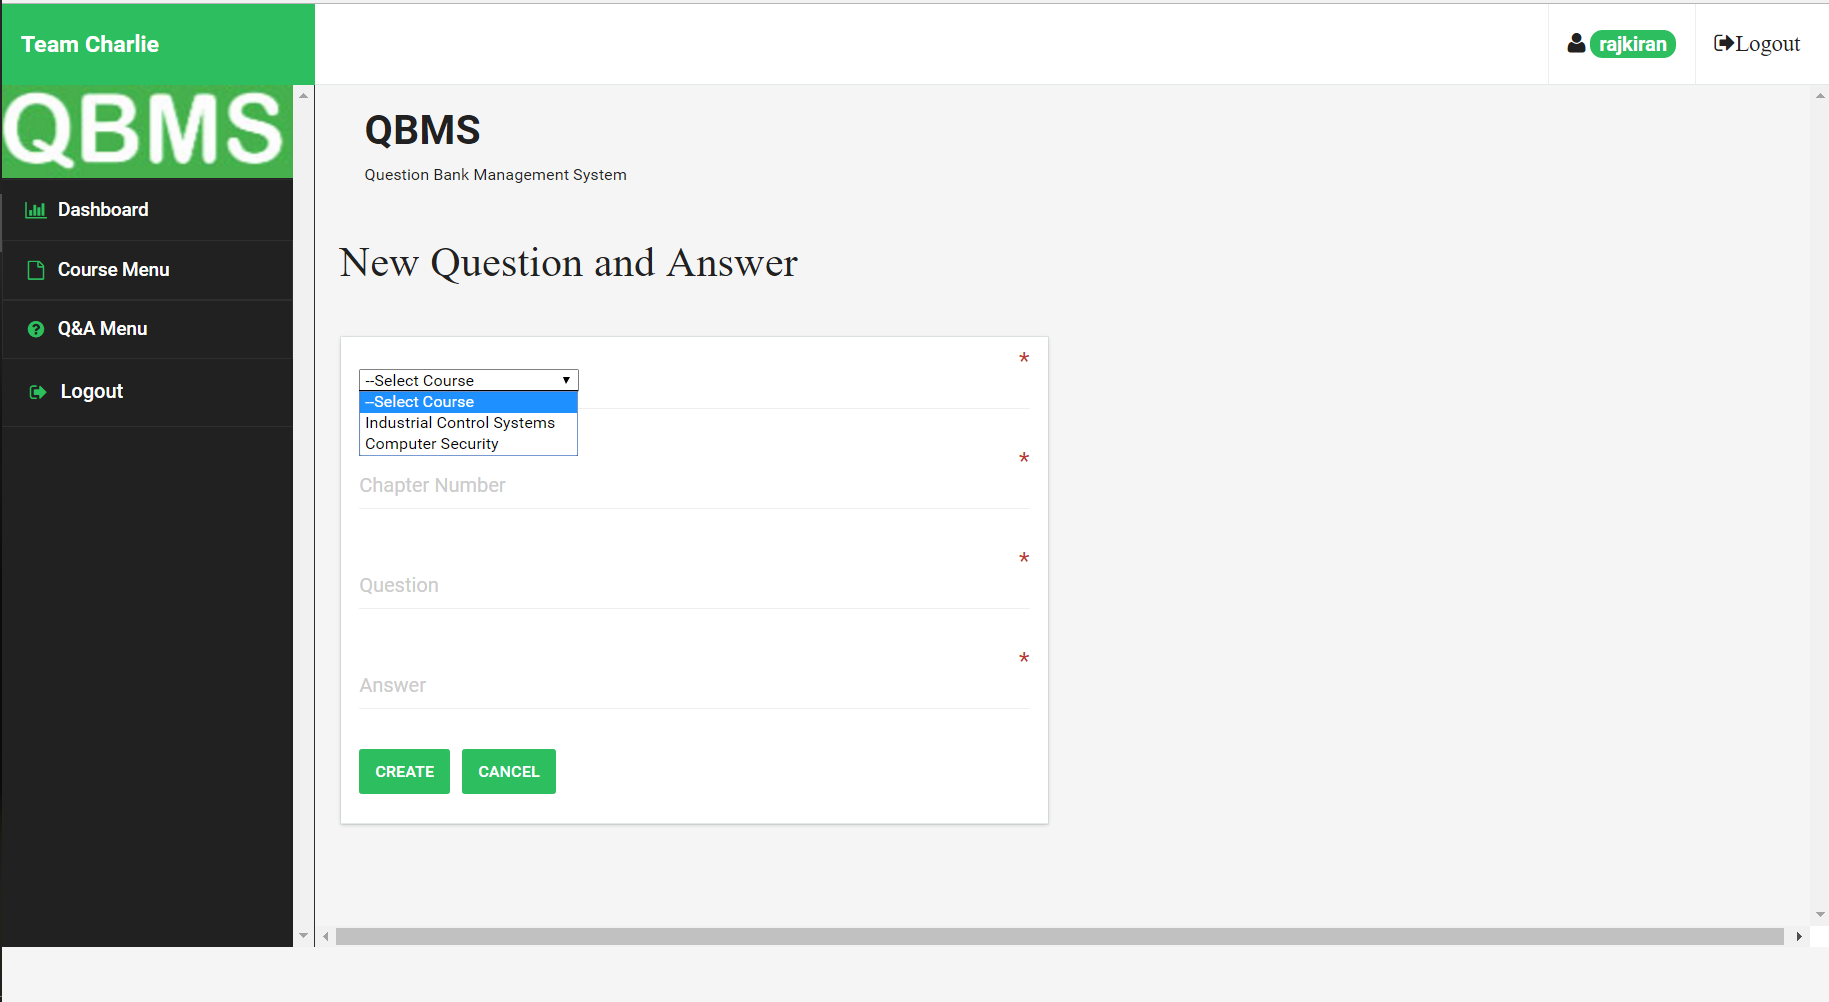 Team Charlie
rajkiran
Logout
QBMS
Dashboard
Course Menu
Q&A Menu
Logout
QBMS
Question Bank Management System
New Question and Answer
*
--Select Course
--Select Course
Industrial Control Systems
Computer Security
*
Chapter Number
*
Question
*
Answer
CREATE CANCEL